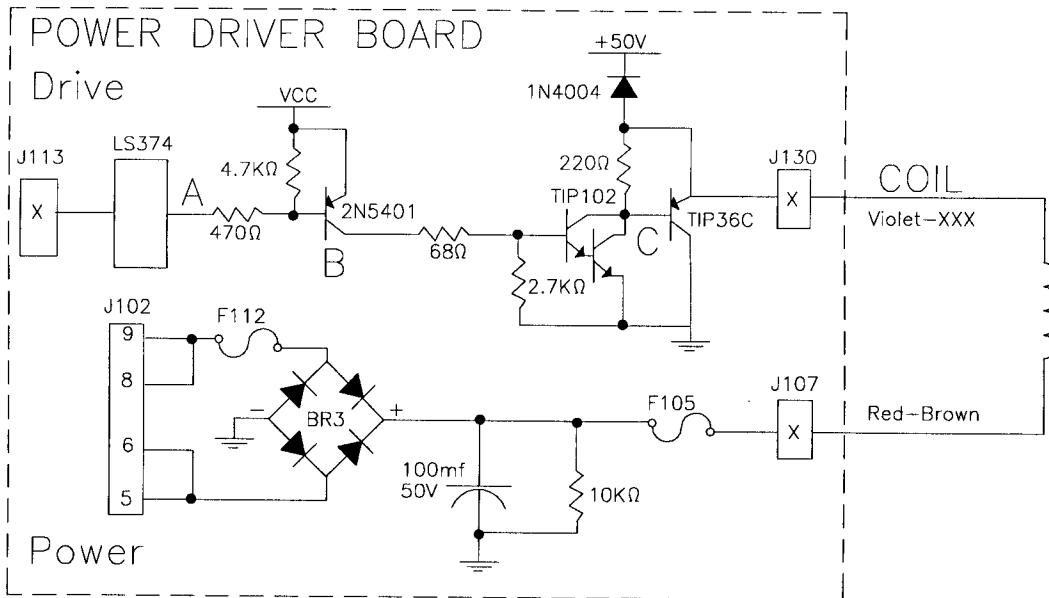 POWER DRIVER BOARD
+50V
Drive
1N4004
VCC
J113
LS374
4.7KΩ
220Ω
J130
X
A
TIP102
X
COIL
2N5401
TIP36C
Violet-XXX
470Ω
B
68Ω
C
2.7KΩ
J102
F112
9
8
6
5
-
BR3
+
F105
J107
X
Red-Brown
100mf
50V
10KΩ
Power